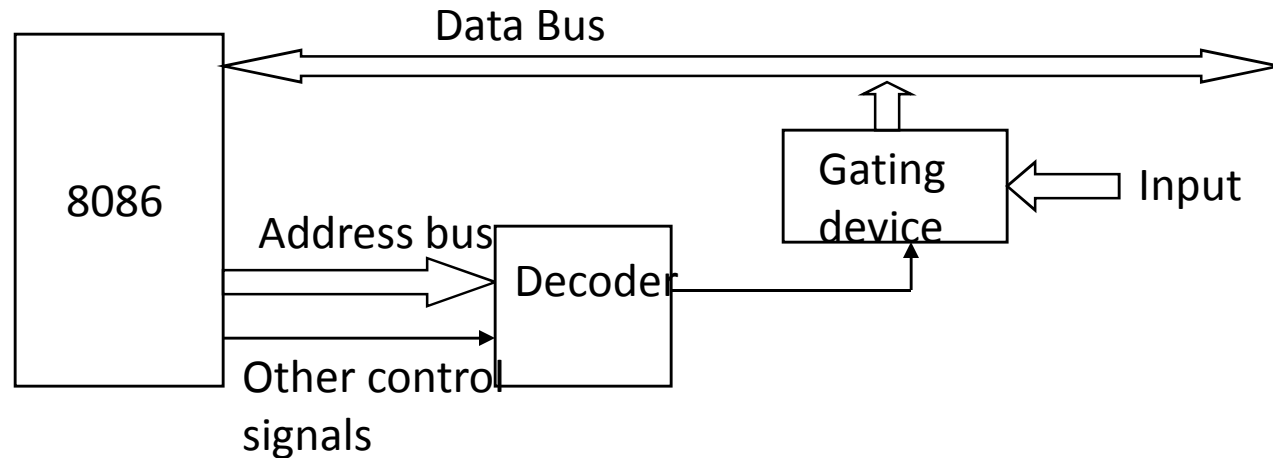 Data Bus
8086
Gating
device
Input
Address bus
Decoder
Other control
signals